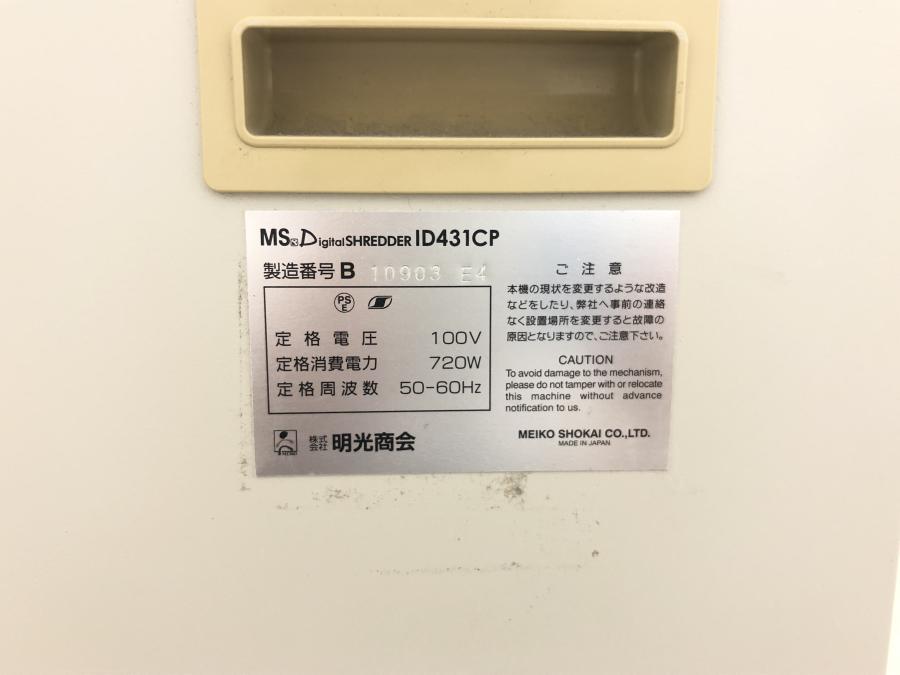 MS DigitalSHREDDER ID431CP
製造番号 B 10903 E4
PS
E
定格電圧 100V
定格消費電力 720W
定格周波数 50-60Hz
株式会社 明光商会
ご注意
本機の現状を変更するような改造
などをしたり、弊社へ事前の連絡
なく設置場所を変更すると故障の
原因となりますので、ご注意下さい。
CAUTION
To avoid damage to the mechanism,
please do not tamper with or relocate
this machine without advance
notification to us.
MEIKO SHOKAI CO.,LTD.
MADE IN JAPAN